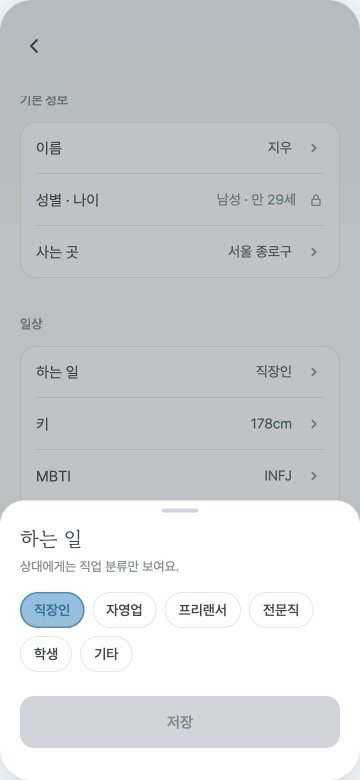 기본 정보
이름 지우
성별 · 나이 남성 · 만 29세
사는 곳 서울 종로구
일상
하는 일 직장인
키 178cm
MBTI INFJ
하는 일
상대에게는 직업 분류만 보여요.
직장인 자영업 프리랜서 전문직
학생 기타
저장